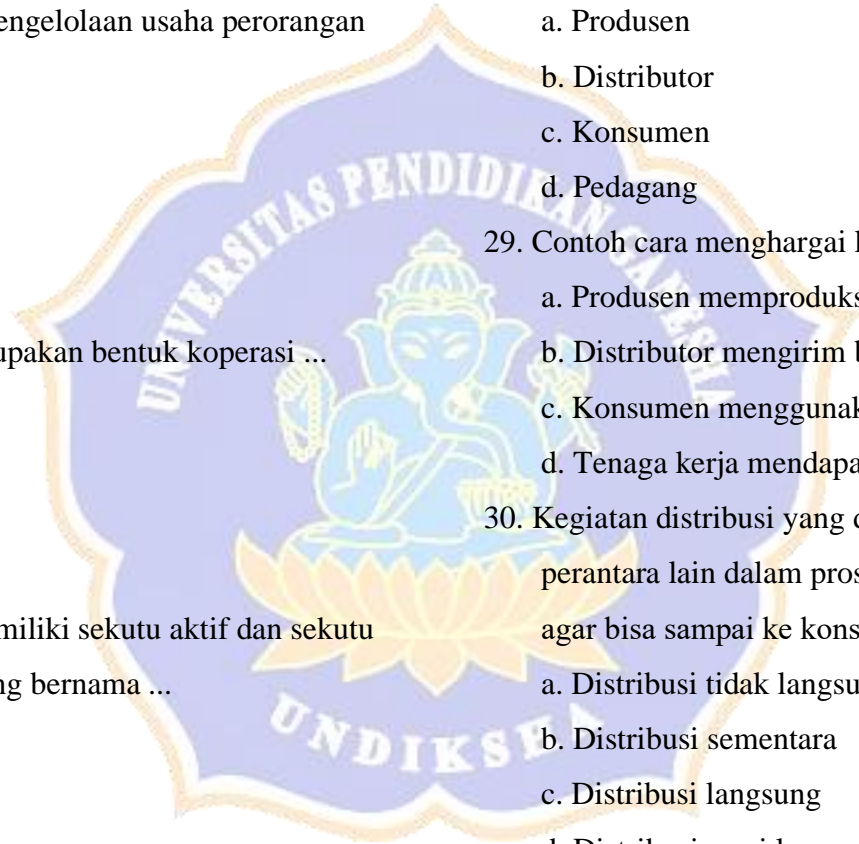 engelolaan usaha perorangan
upakan bentuk koperasi ...
miliki sekutu aktif dan sekutu
ng bernama ...
a. Produsen
b. Distributor
c. Konsumen
d. Pedagang
29. Contoh cara menghargai
a. Produsen memproduks
b. Distributor mengirim
c. Konsumen menggunak
d. Tenaga kerja mendapa
30. Kegiatan distribusi yang
perantara lain dalam pros
agar bisa sampai ke kons
a. Distribusi tidak langsu
b. Distribusi sementara
c. Distribusi langsung
UNIVERSITAS PENDIDIKAN GANESHA
UNDIKSHA